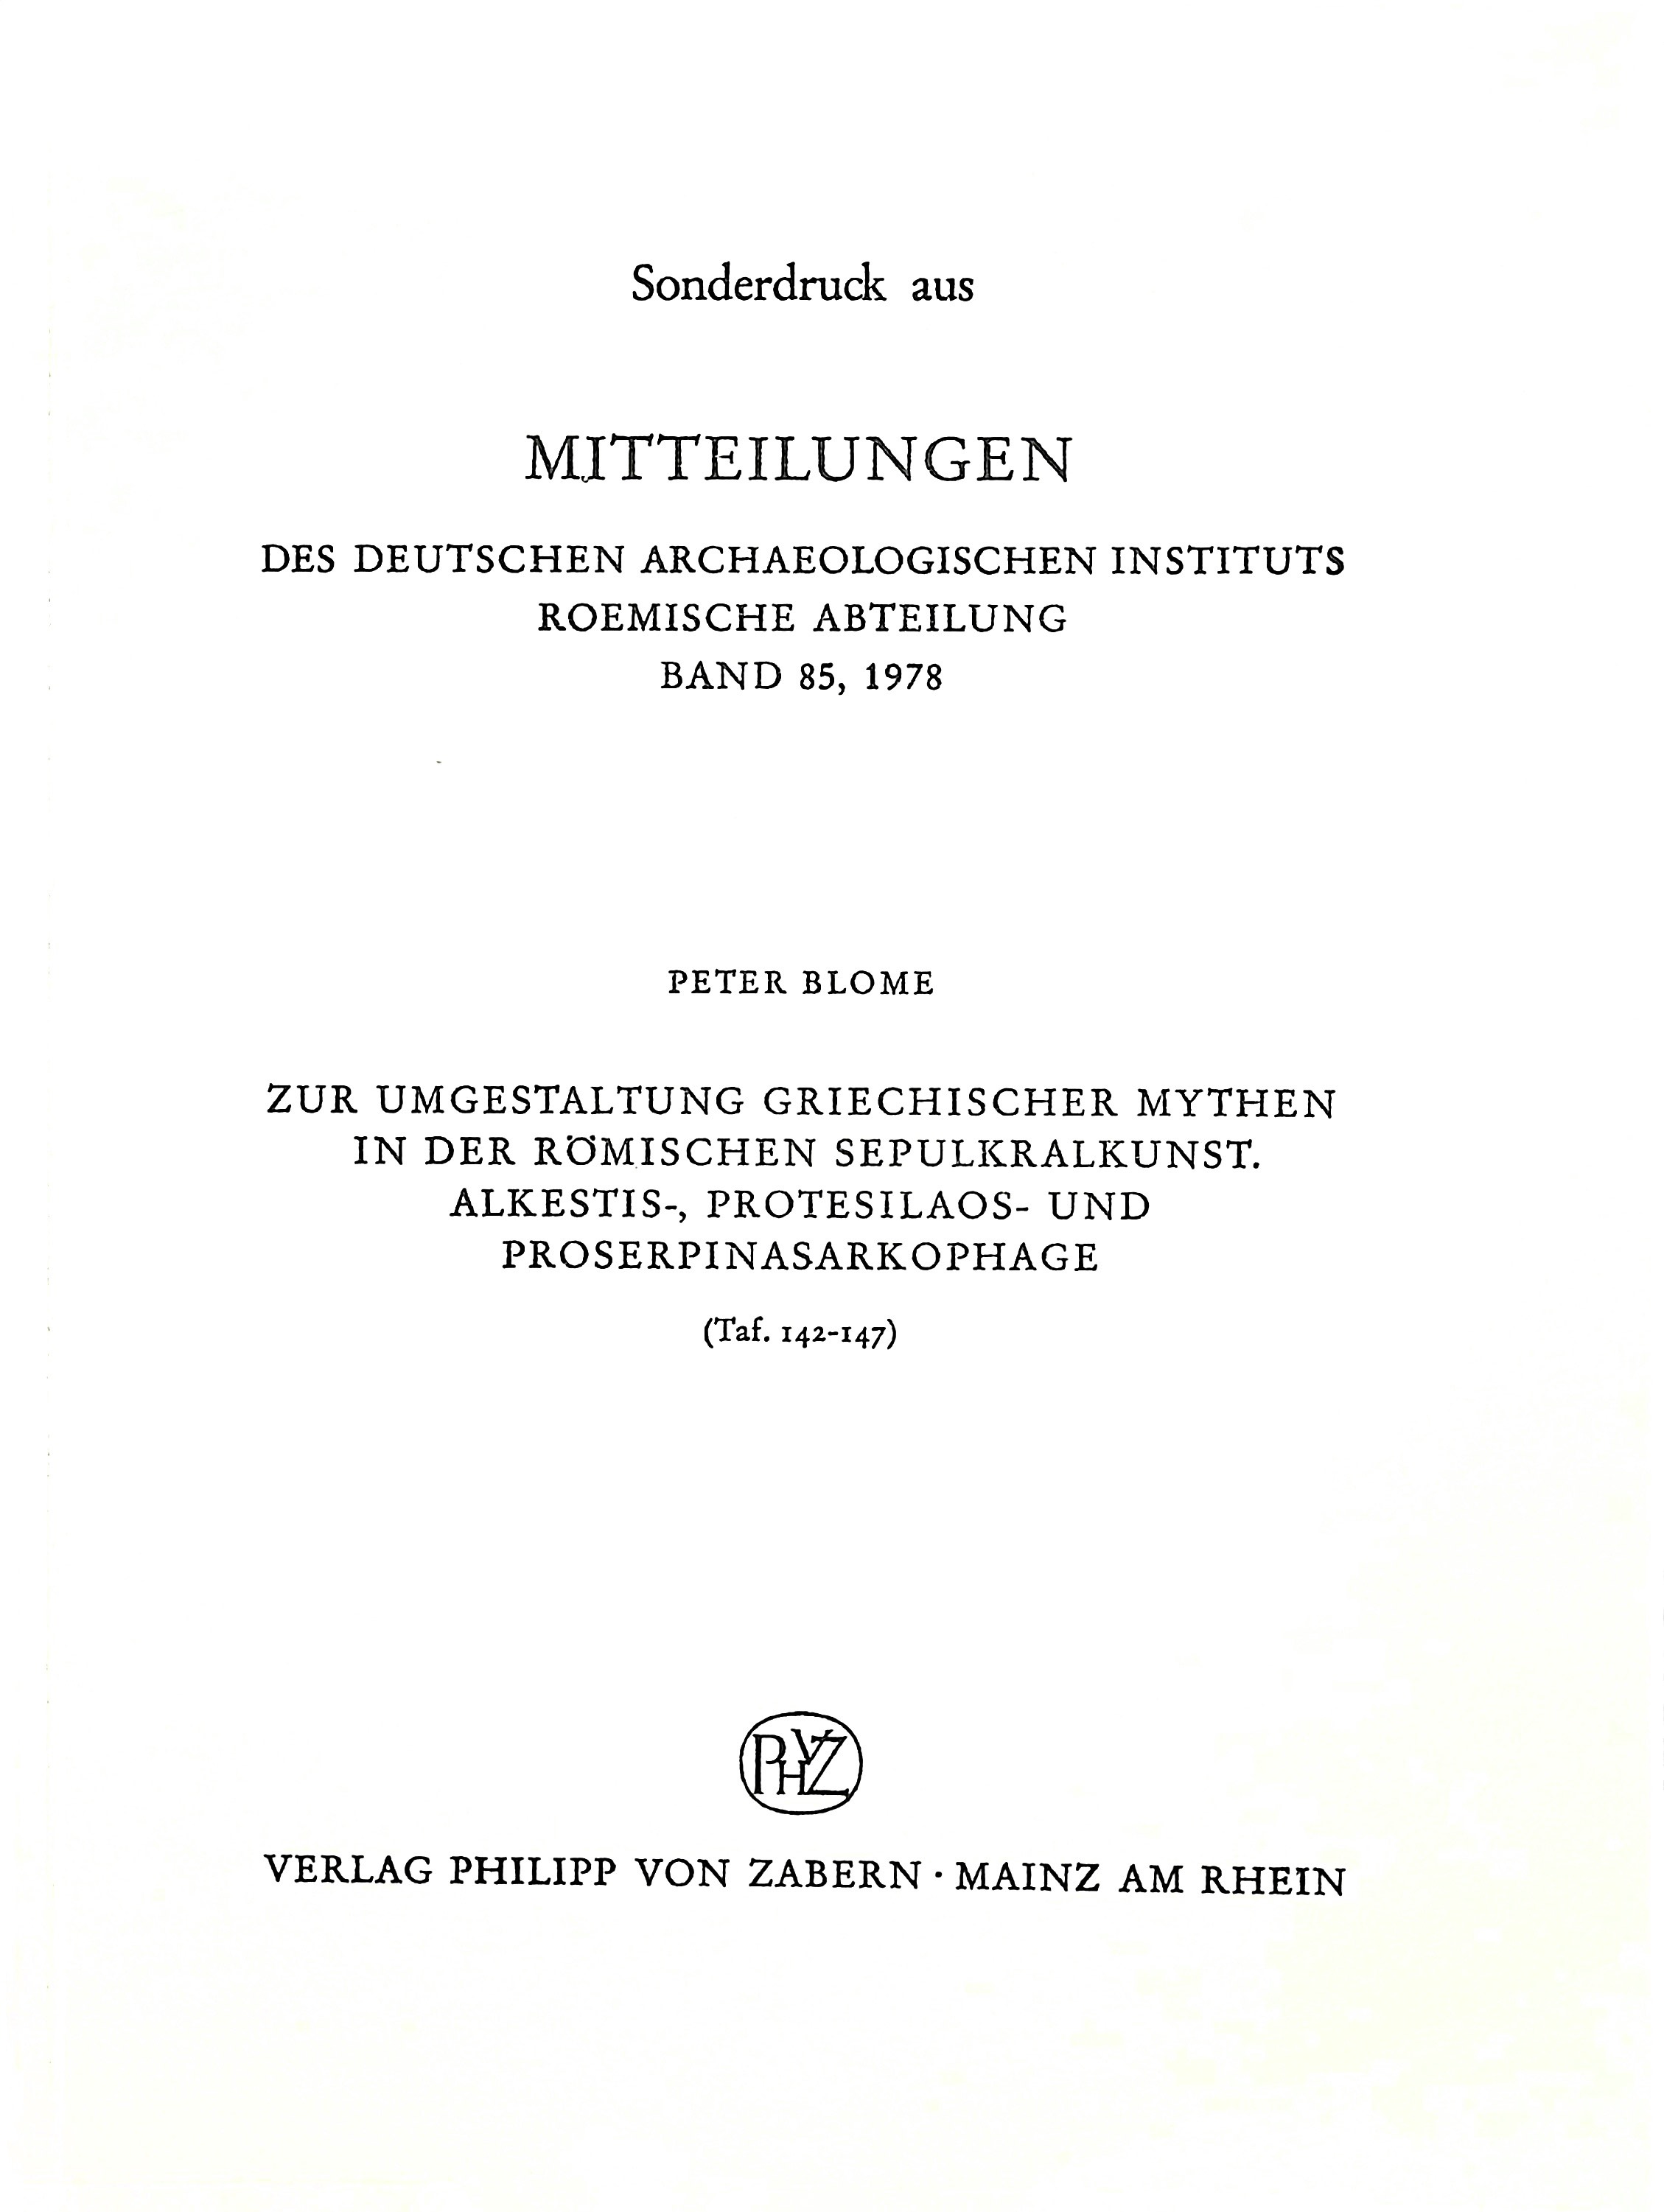 Sonderdruck aus
MITTEILUNGEN
DES DEUTSCHEN ARCHAEOLOGISCHEN INSTITUTS
ROEMISCHE ABTEILUNG
BAND 85, 1978
PETER BLOME
ZUR UMGESTALTUNG GRIECHISCHER MYTHEN
IN DER RÖMISCHEN SEPULKRALKUNST.
ALKESTIS-, PROTESILAOS- UND
PROSERPINASARKOPHAGE
(Taf. 142-147)
PHVZ
VERLAG PHILIPP VON ZABERN · MAINZ AM RHEIN